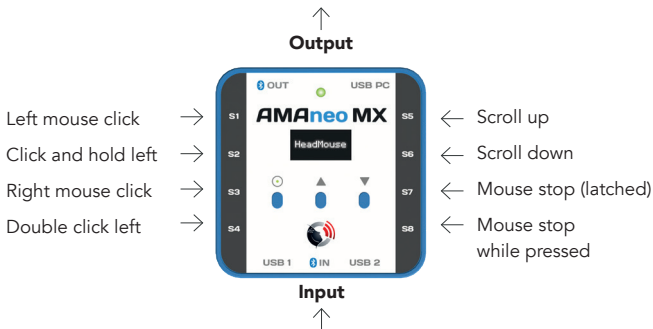 Output
OUT USB PC
S1 AMAneo MX S5
Left mouse click
Scroll up
HeadMouse
S2 S6
Click and hold left
Scroll down
S3 S7
Right mouse click
Mouse stop (latched)
S4 S8
Double click left
Mouse stop
while pressed
USB 1 IN USB 2
Input